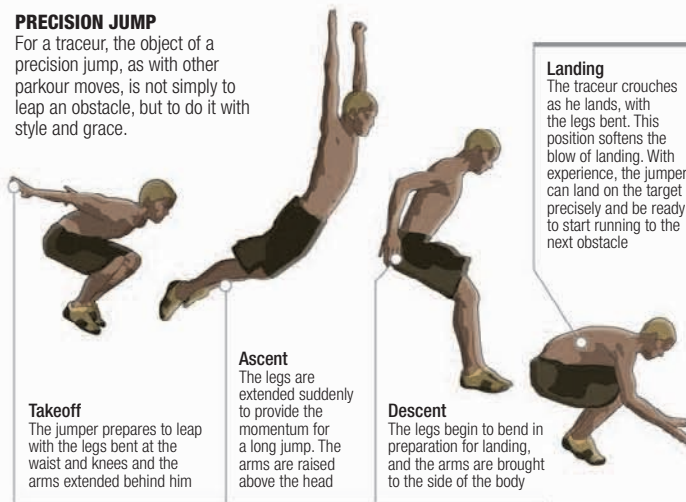 PRECISION JUMP
For a traceur, the object of a
precision jump, as with other
parkour moves, is not simply to
leap an obstacle, but to do it with
style and grace.
Takeoff
The jumper prepares to leap
with the legs bent at the
waist and knees and the
arms extended behind him
Ascent
The legs are
extended suddenly
to provide the
momentum for
a long jump. The
arms are raised
above the head
Descent
The legs begin to bend in
preparation for landing,
and the arms are brought
to the side of the body
Landing
The traceur crouches
as he lands, with
the legs bent. This
position softens the
blow of landing. With
experience, the jumper
can land on the target
precisely and be ready
to start running to the
next obstacle